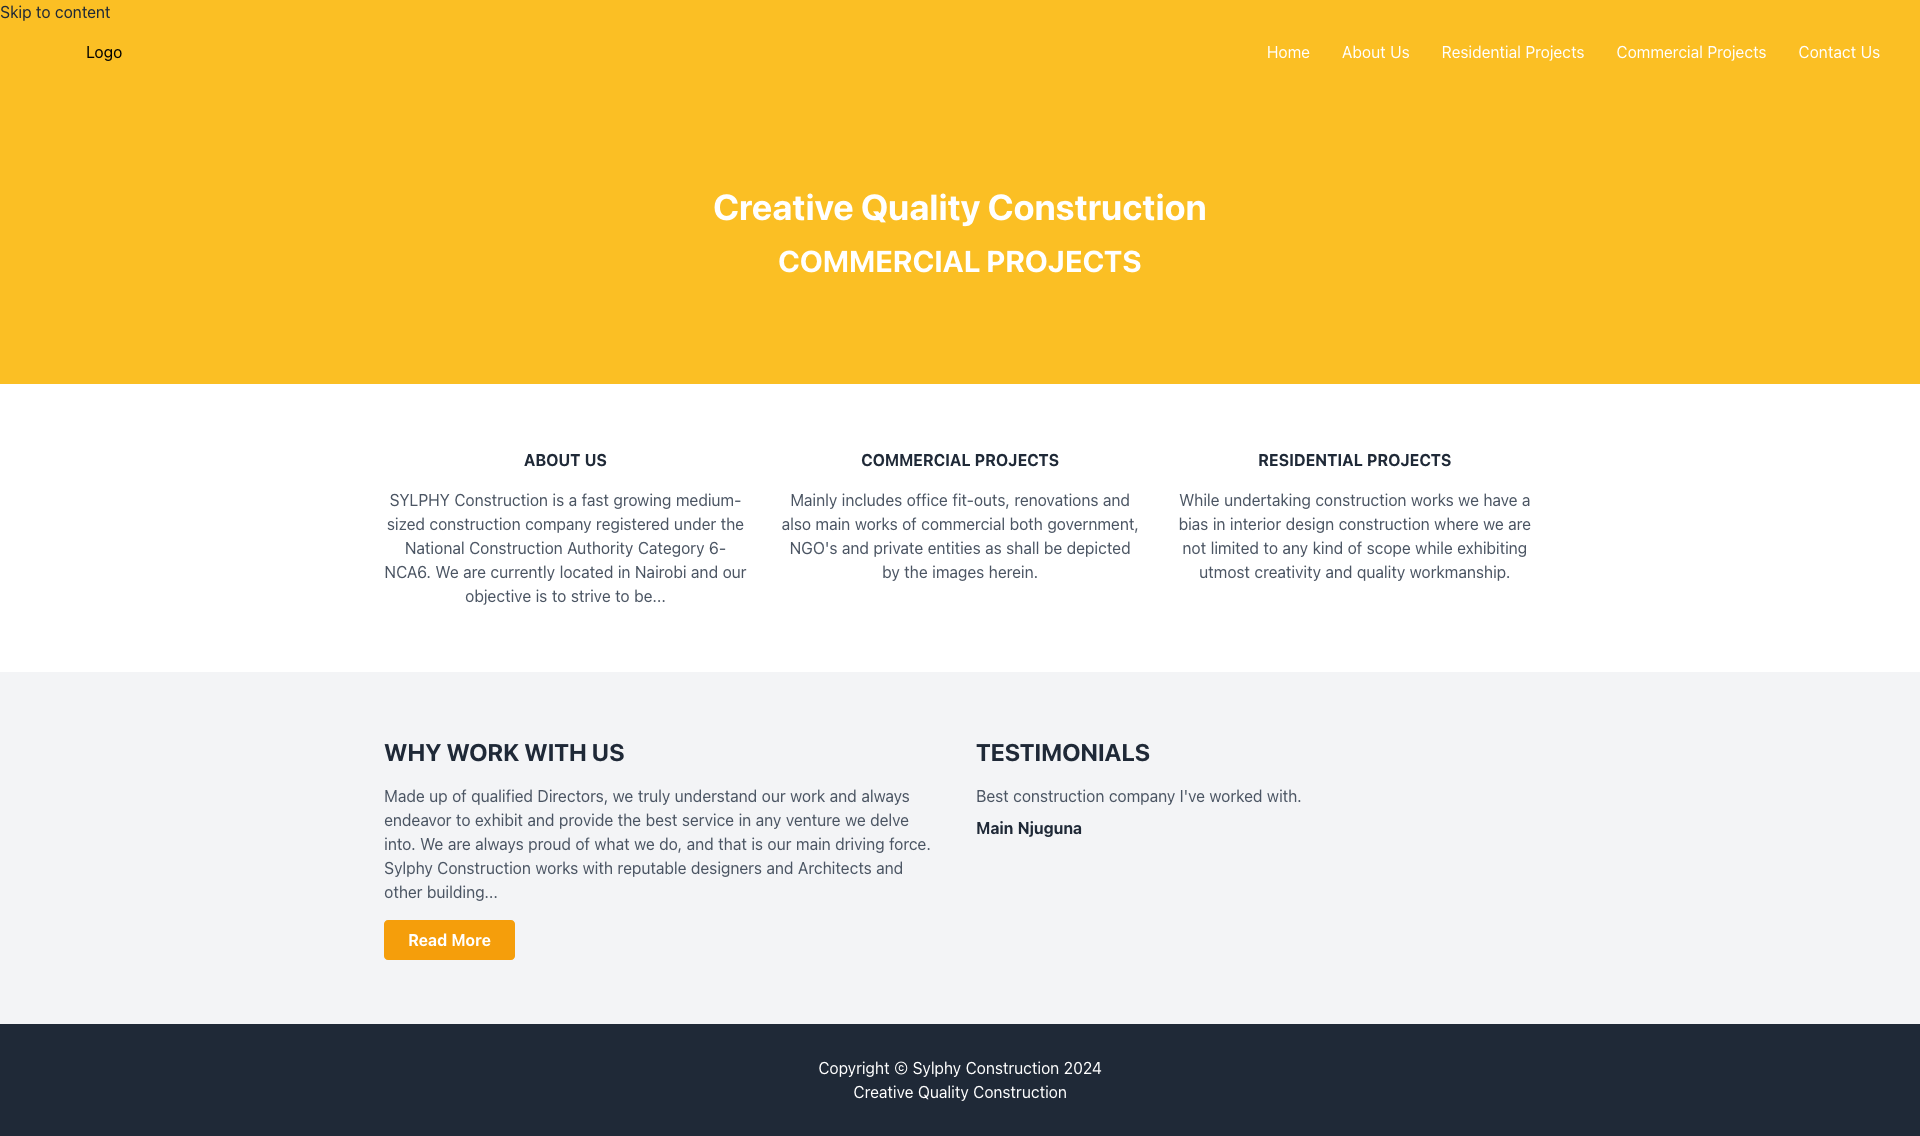 Skip to content
Logo
Home
About Us
Residential Projects
Commercial Projects
Contact Us
Creative Quality Construction
COMMERCIAL PROJECTS
ABOUT US
SYLPHY Construction is a fast growing medium-
sized construction company registered under the
National Construction Authority Category 6-
NCA6. We are currently located in Nairobi and our
objective is to strive to be...
COMMERCIAL PROJECTS
Mainly includes office fit-outs, renovations and
also main works of commercial both government,
NGO's and private entities as shall be depicted
by the images herein.
RESIDENTIAL PROJECTS
While undertaking construction works we have a
bias in interior design construction where we are
not limited to any kind of scope while exhibiting
utmost creativity and quality workmanship.
WHY WORK WITH US
Made up of qualified Directors, we truly understand our work and always
endeavor to exhibit and provide the best service in any venture we delve
into. We are always proud of what we do, and that is our main driving force.
Sylphy Construction works with reputable designers and Architects and
other building...
Read More
TESTIMONIALS
Best construction company I've worked with.
Main Njuguna
Copyright © Sylphy Construction 2024
Creative Quality Construction